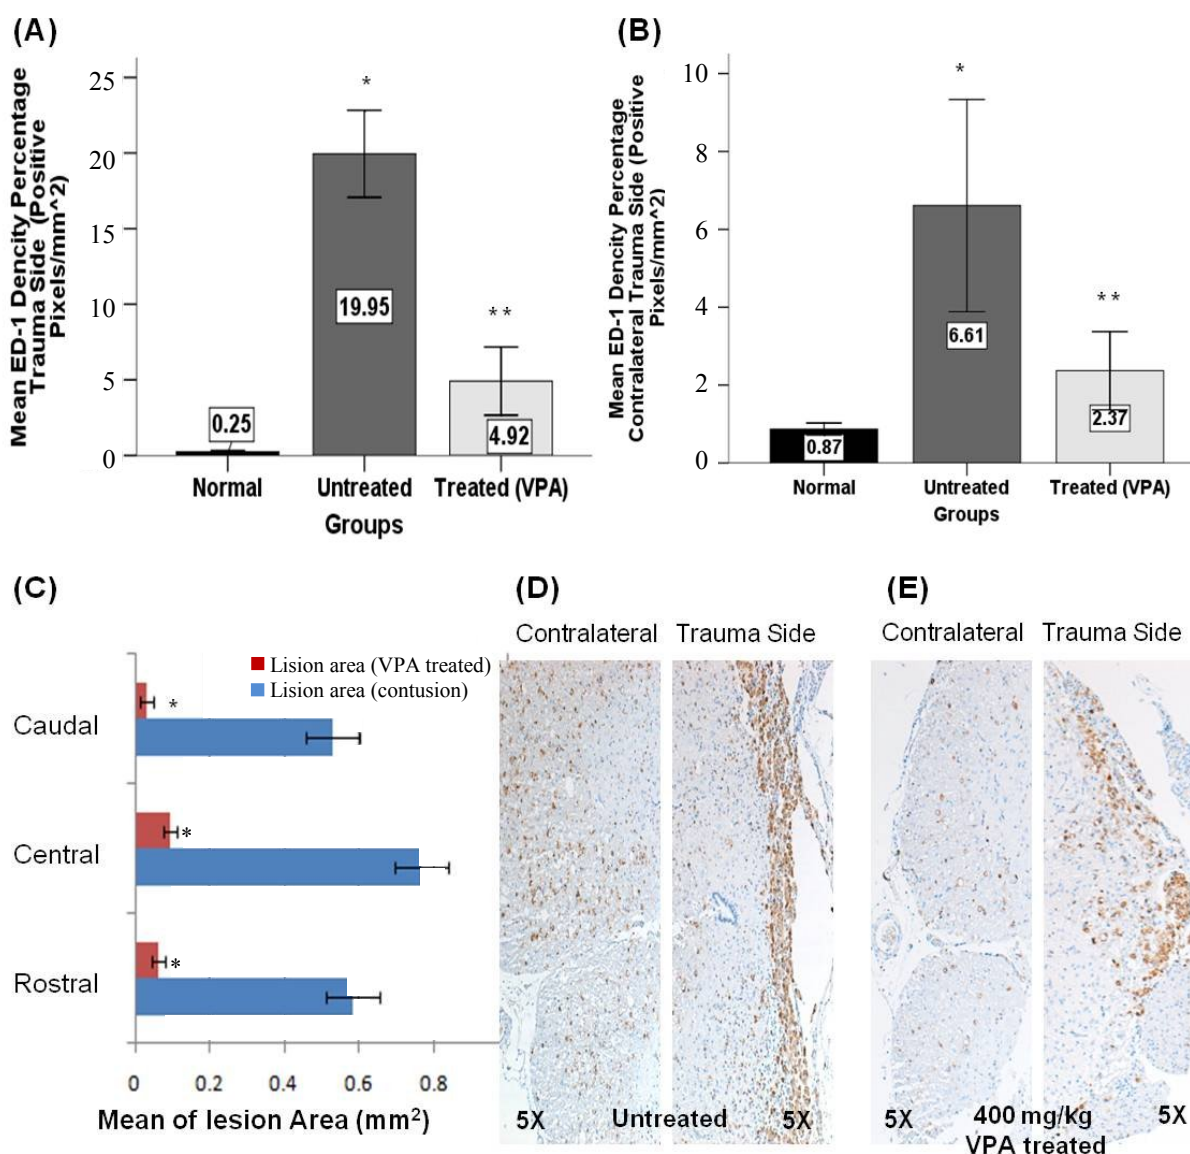 (A)
Mean ED-1 Dencity Percentage
Trauma Side (Positive
Pixels/mm^2)
25
20
15
10
5
0
*
**
0.25
19.95
4.92
Normal
Untreated
Treated (VPA)
Groups
(B)
Mean ED-1 Dencity Percentage
Contralateral Trauma Side (Positive
Pixels/mm^2)
10
8
6
4
2
0
*
**
0.87
6.61
2.37
Normal
Untreated
Treated (VPA)
Groups
(C)
Lision area (VPA treated)
Lision area (contusion)
Caudal
*
Central
*
Rostral
*
0
0.2
0.4
0.6
0.8
Mean of lesion Area (mm²)
(D)
Contralateral
Trauma Side
5X
Untreated
5X
(E)
Contralateral
Trauma Side
5X
400 mg/kg
VPA treated
5X